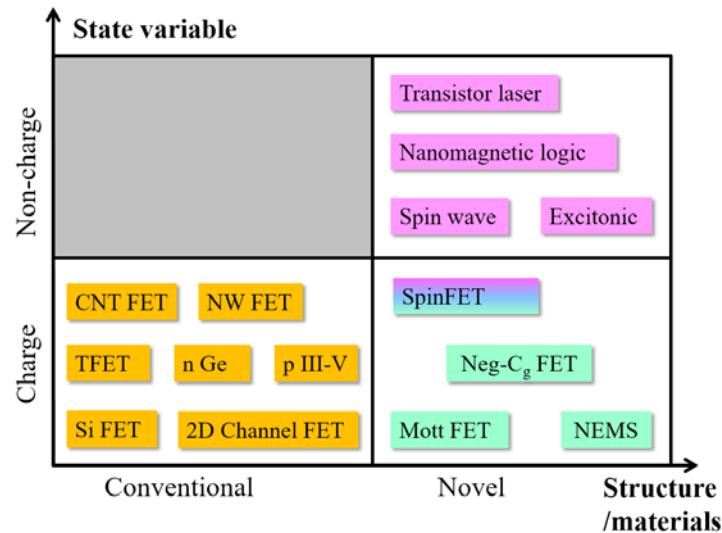 State variable
Non-charge
Transistor laser
Nanomagnetic logic
Spin wave
Excitonic
Charge
CNT FET
NW FET
SpinFET
TFET
n Ge
p III-V
Neg-Cg FET
Si FET
2D Channel FET
Mott FET
NEMS
Conventional
Novel
Structure
/materials